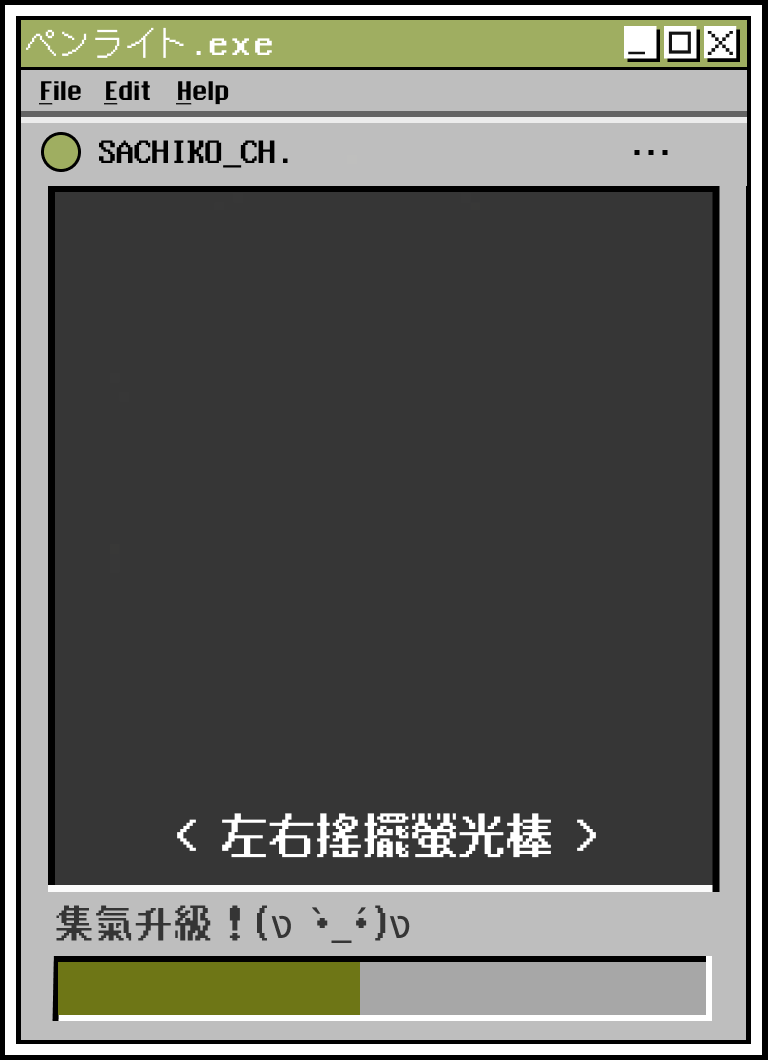 ペンライト.exe
File Edit Help
SACHIKO_CH. ...
< 左右搖擺螢光棒 >
集氣升級！(ง •̀_•́)ง